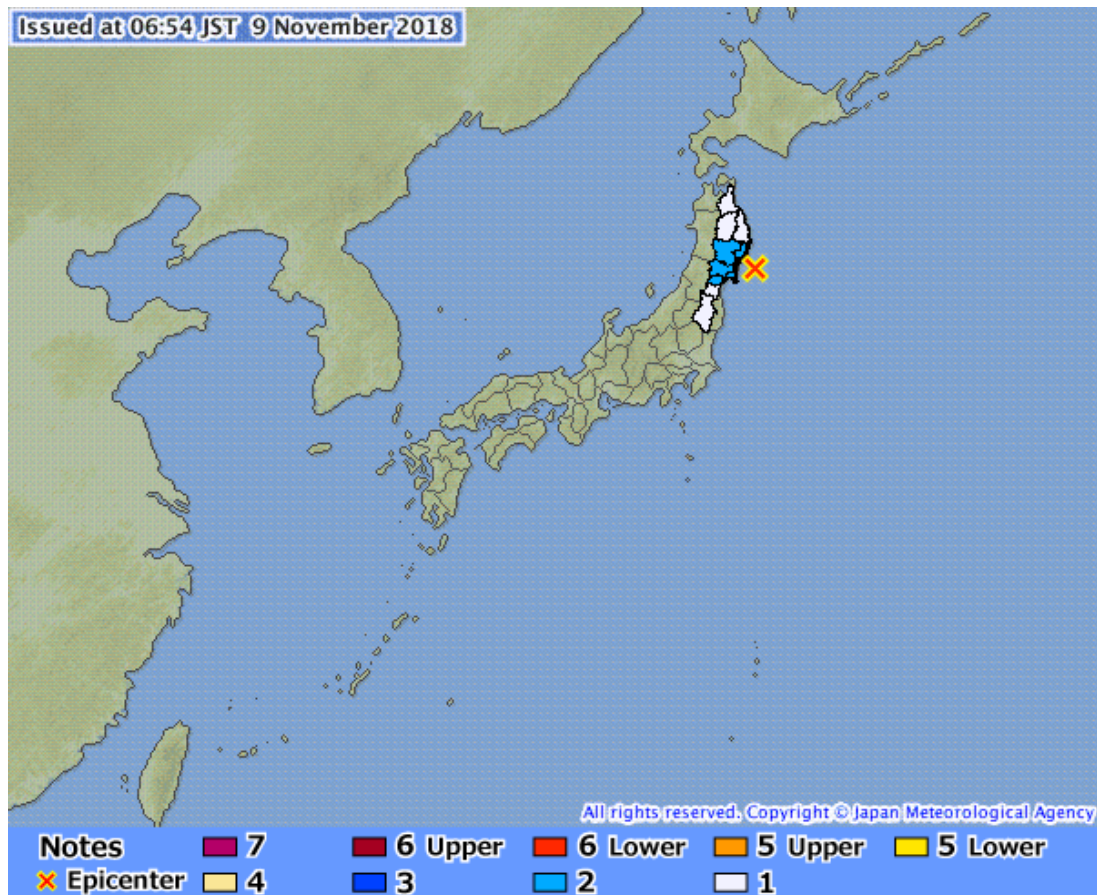 Issued at 06:54 JST 9 November 2018
All rights reserved. Copyright © Japan Meteorological Agency
Notes 7 6 Upper 6 Lower 5 Upper 5 Lower
Epicenter 4 3 2 1